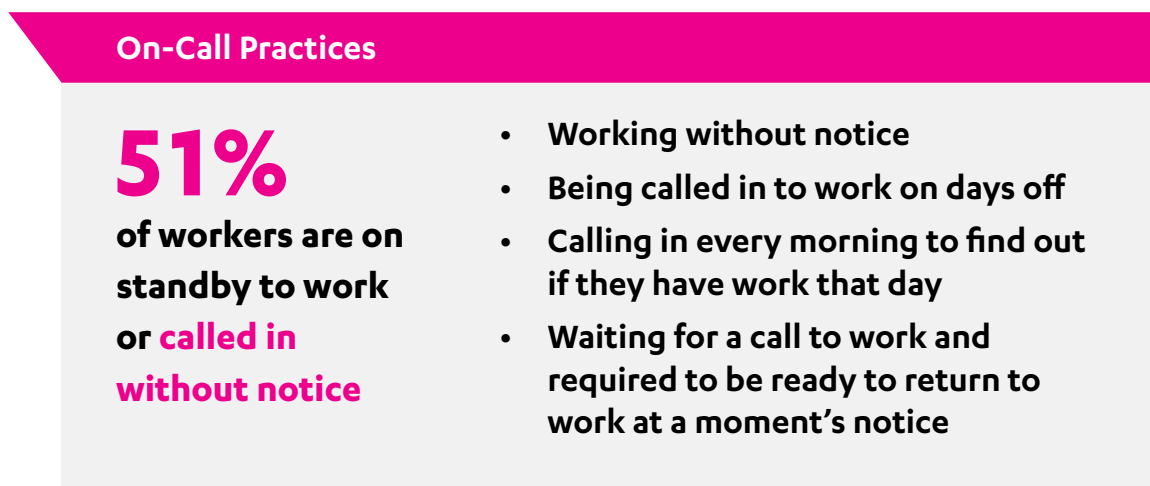 On-Call Practices
51%
of workers are on
standby to work
or called in
without notice
• Working without notice
• Being called in to work on days off
• Calling in every morning to find out
if they have work that day
• Waiting for a call to work and
required to be ready to return to
work at a moment’s notice